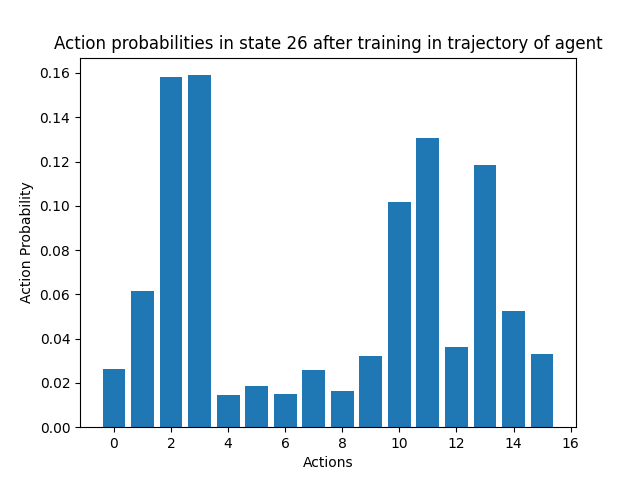 Action probabilities in state 26 after training in trajectory of agent
0.16
0.14
0.12
0.10
0.08
0.06
0.04
0.02
0.00
Action Probability
0 2 4 6 8 10 12 14 16
Actions